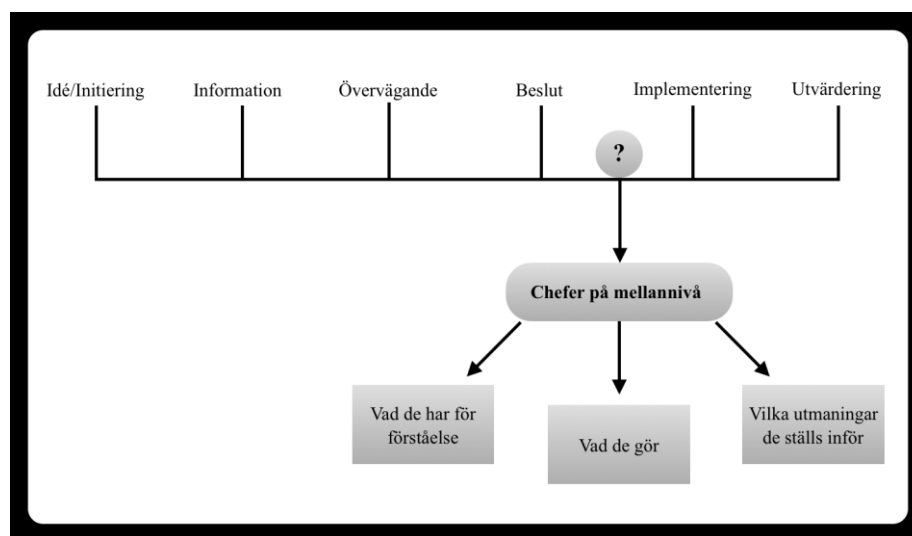 Idé/Initiering
Information
Övervägande
Beslut
Implementering
Utvärdering
?
Chefer på mellannivå
Vad de har för
förståelse
Vad de gör
Vilka utmaningar
de ställs inför